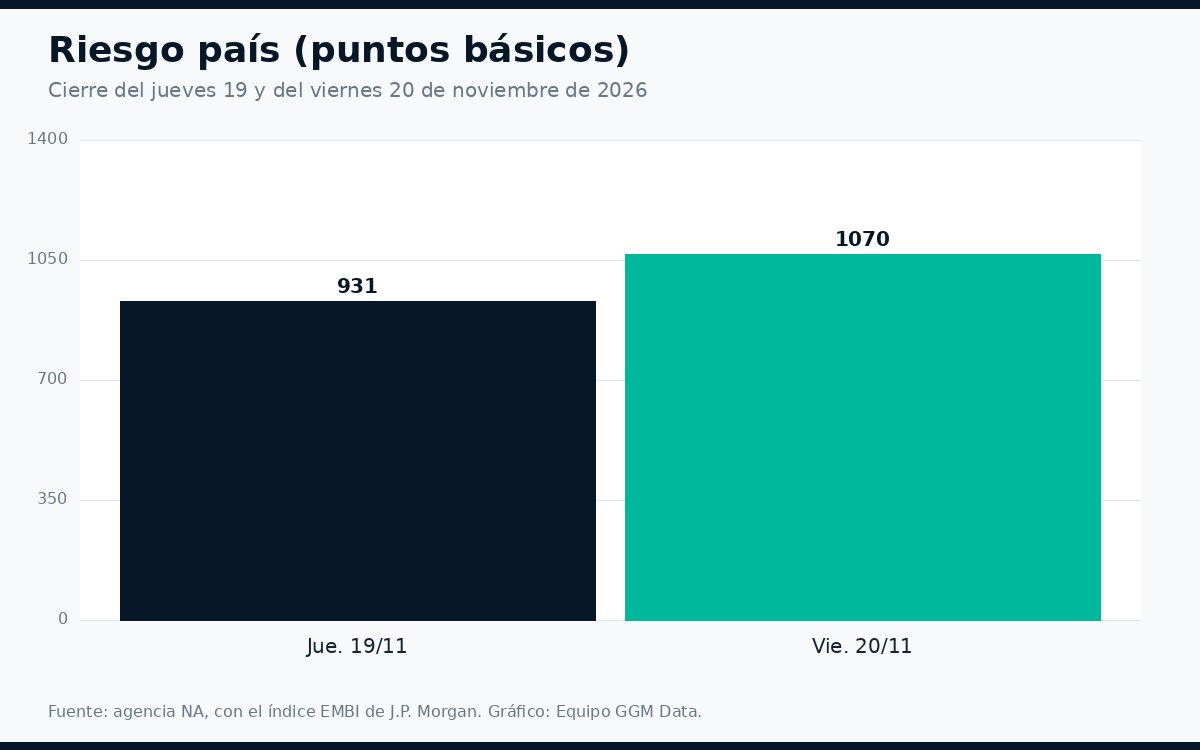 Riesgo país (puntos básicos)
Cierre del jueves 19 y del viernes 20 de noviembre de 2026
1400
1050
700
350
0
931
1070
Jue. 19/11
Vie. 20/11
Fuente: agencia NA, con el índice EMBI de J.P. Morgan. Gráfico: Equipo GGM Data.